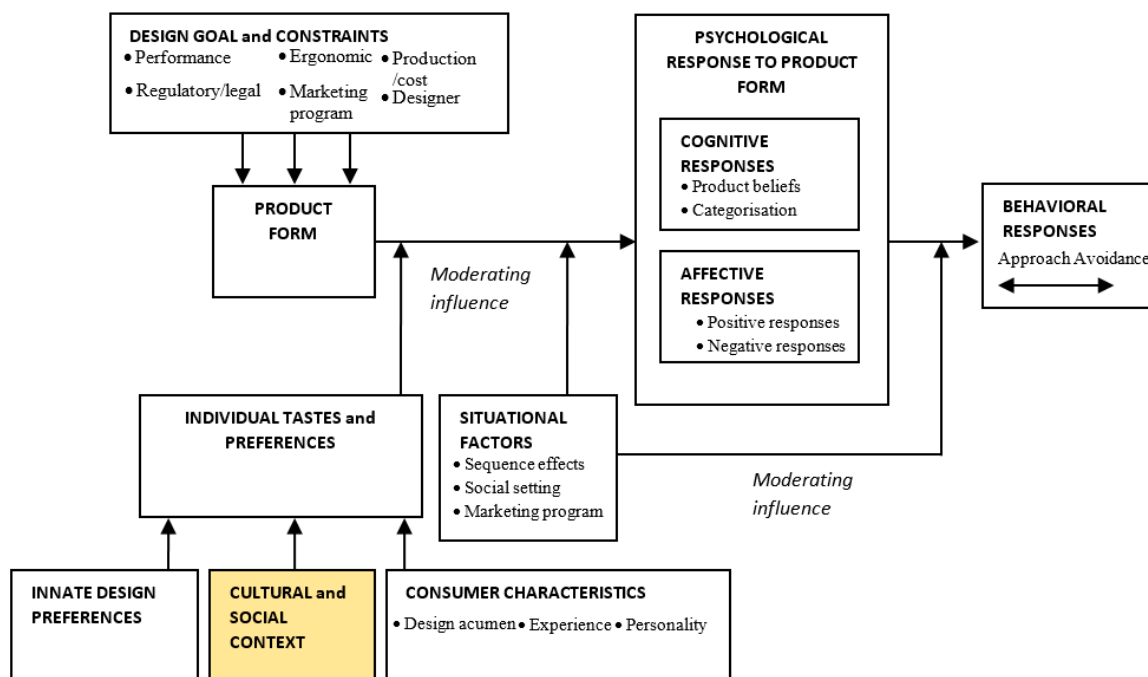 DESIGN GOAL and CONSTRAINTS
• Performance
• Ergonomic
• Production
/cost
• Regulatory/legal
• Marketing
program
• Designer
PRODUCT
FORM
PSYCHOLOGICAL
RESPONSE TO PRODUCT
FORM
COGNITIVE
RESPONSES
• Product beliefs
• Categorisation
AFFECTIVE
RESPONSES
• Positive responses
• Negative responses
BEHAVIORAL
RESPONSES
Approach Avoidance
Moderating
influence
INDIVIDUAL TASTES and
PREFERENCES
SITUATIONAL
FACTORS
• Sequence effects
• Social setting
• Marketing program
Moderating
influence
INNATE DESIGN
PREFERENCES
CULTURAL and
SOCIAL
CONTEXT
CONSUMER CHARACTERISTICS
• Design acumen • Experience • Personality